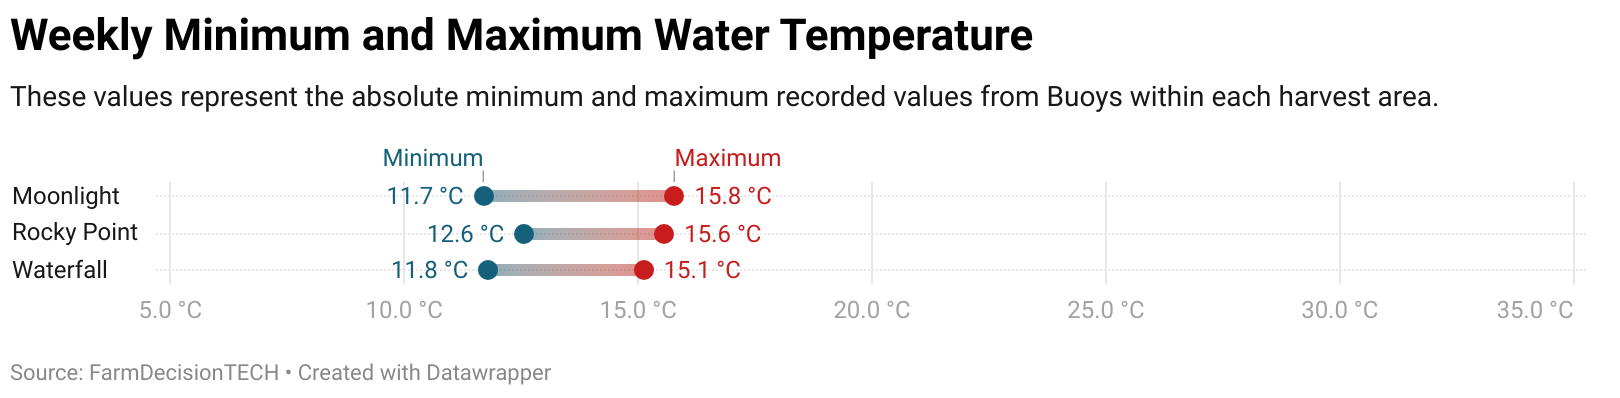 Weekly Minimum and Maximum Water Temperature
These values represent the absolute minimum and maximum recorded values from Buoys within each harvest area.
Minimum Maximum
Moonlight 11.7 °C 15.8 °C
Rocky Point 12.6 °C 15.6 °C
Waterfall 11.8 °C 15.1 °C
5.0 °C 10.0 °C 15.0 °C 20.0 °C 25.0 °C 30.0 °C 35.0 °C
Source: FarmDecisionTECH • Created with Datawrapper